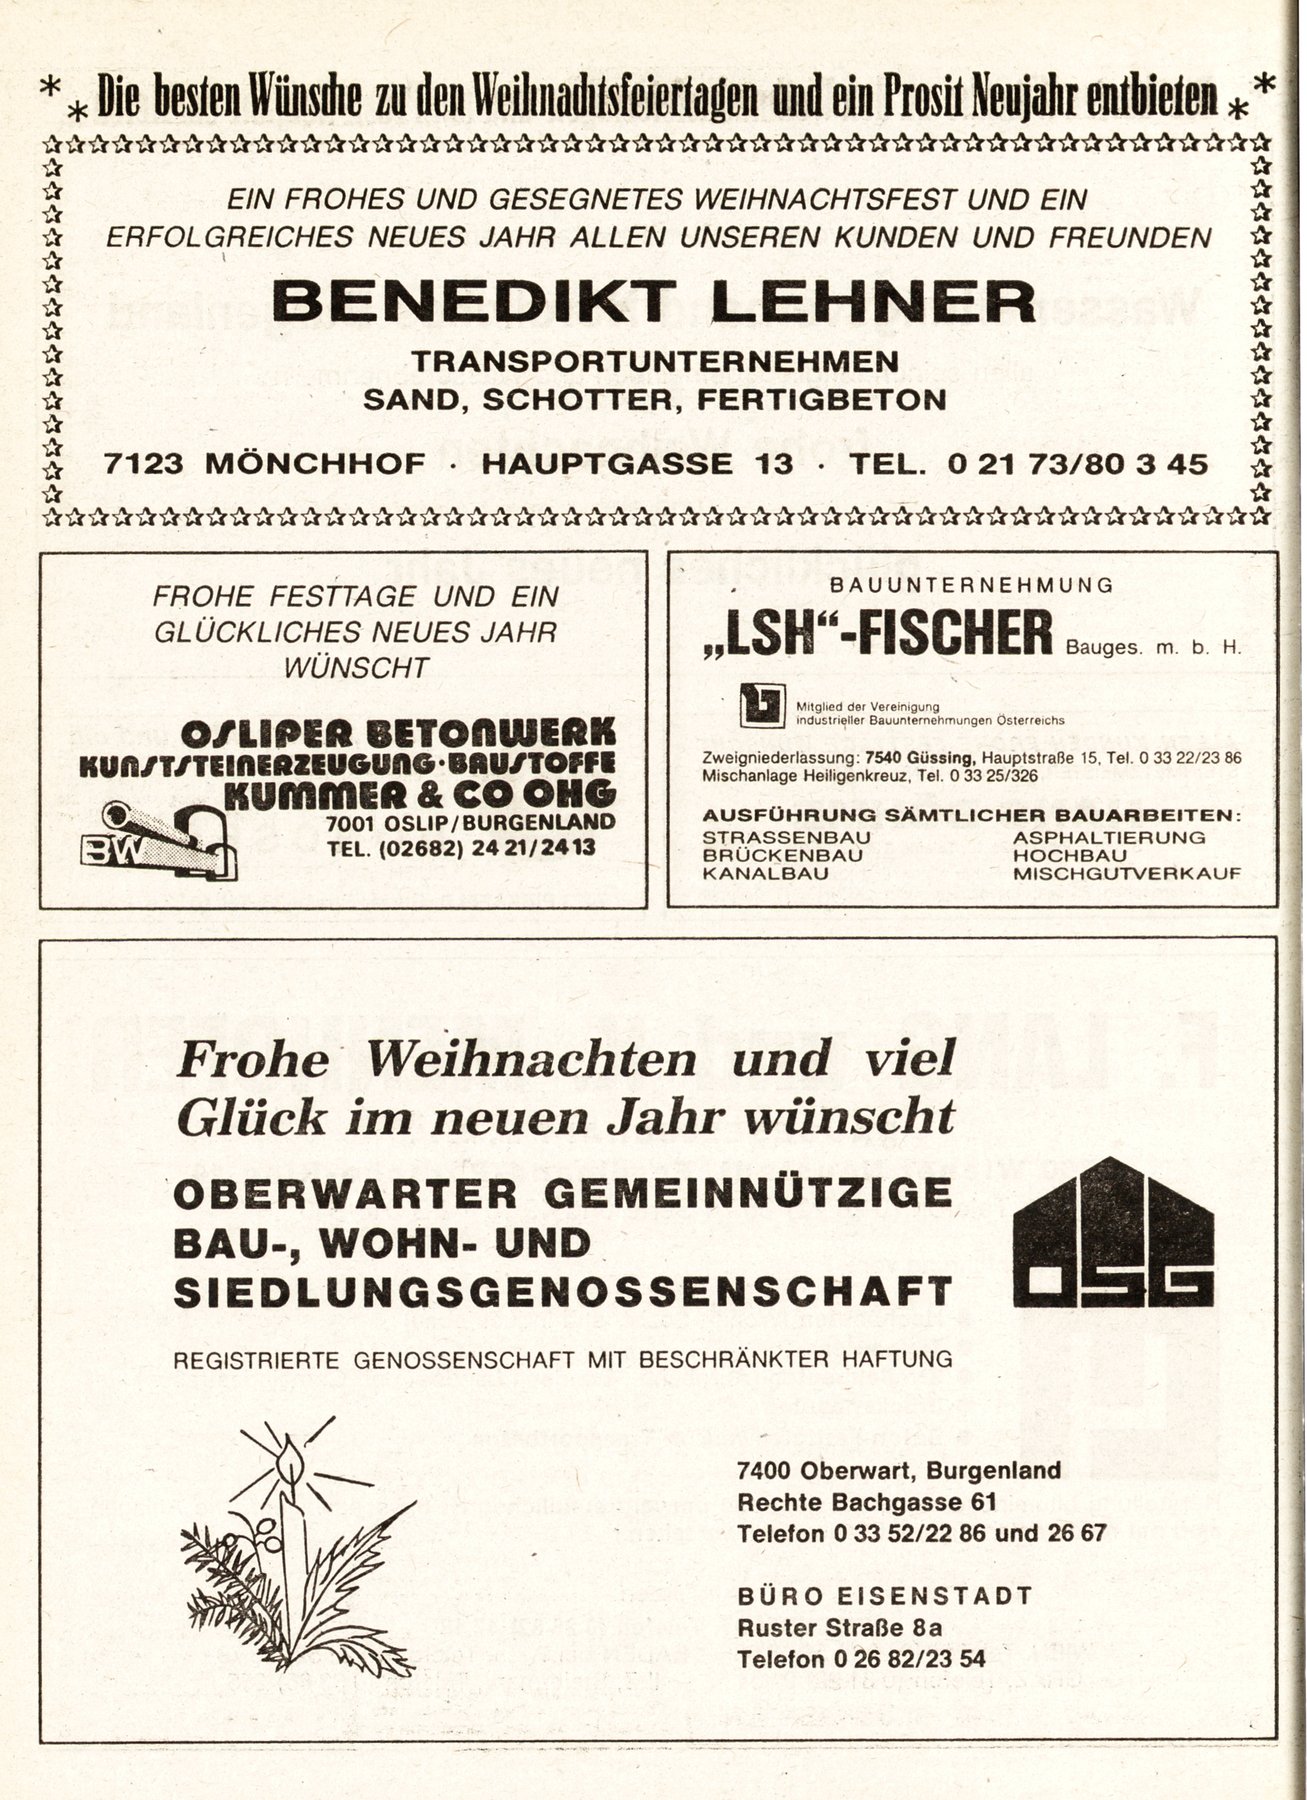 * * Die besten Wünsche zu den Weihnachtsfeiertagen und ein Prosit Neujahr entbieten * *
EIN FROHES UND GESEGNETES WEIHNACHTSFEST UND EIN
ERFOLGREICHES NEUES JAHR ALLEN UNSEREN KUNDEN UND FREUNDEN
BENEDIKT LEHNER
TRANSPORTUNTERNEHMEN
SAND, SCHOTTER, FERTIGBETON
7123 MÖNCHHOF · HAUPTGASSE 13 · TEL. 0 21 73/80 3 45
FROHE FESTTAGE UND EIN
GLÜCKLICHES NEUES JAHR
WÜNSCHT
OSLIPER BETONWERK
KUNSTSTEINERZEUGUNG·BAUSTOFFE
KUMMER & CO OHG
7001 OSLIP/BURGENLAND
TEL. (02682) 24 21/24 13
BW
BAUUNTERNEHMUNG
„LSH“-FISCHER Bauges. m. b. H.
Mitglied der Vereinigung
industrieller Bauunternehmungen Österreichs
Zweigniederlassung: 7540 Güssing, Hauptstraße 15, Tel. 0 33 22/23 86
Mischanlage Heiligenkreuz, Tel. 0 33 25/326
AUSFÜHRUNG SÄMTLICHER BAUARBEITEN:
STRASSENBAU ASPHALTIERUNG
BRÜCKENBAU HOCHBAU
KANALBAU MISCHGUTVERKAUF
Frohe Weihnachten und viel
Glück im neuen Jahr wünscht
OBERWARTER GEMEINNÜTZIGE
BAU-, WOHN- UND
SIEDLUNGSGENOSSENSCHAFT
OSG
REGISTRIERTE GENOSSENSCHAFT MIT BESCHRÄNKTER HAFTUNG
7400 Oberwart, Burgenland
Rechte Bachgasse 61
Telefon 0 33 52/22 86 und 26 67
BÜRO EISENSTADT
Ruster Straße 8a
Telefon 0 26 82/23 54